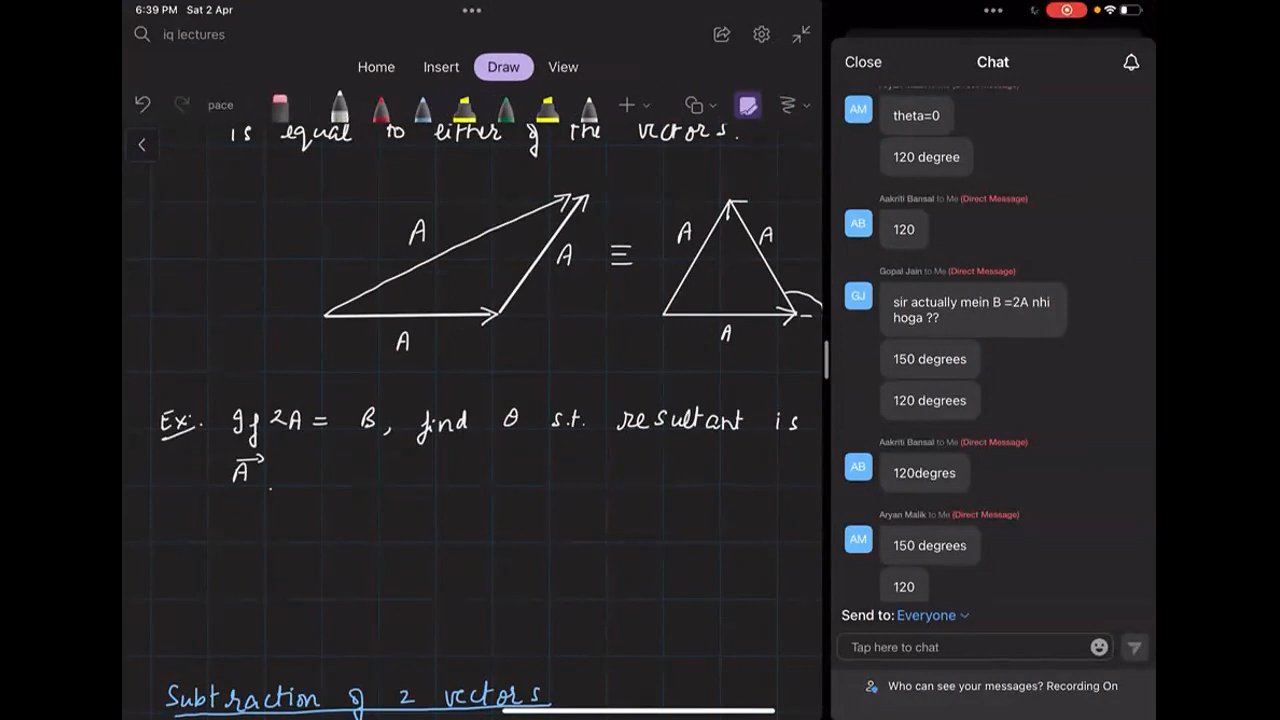 6:39 PM Sat 2 Apr
iq lectures
Home Insert Draw View
pace
is equal to either of the vectors.
A A ≡ A A
A A
Ex. If 2A = B, find θ s.t. resultant is
A
Subtraction of 2 vectors
Close Chat
AM theta=0
120 degree
Aakriti Bansal to Me (Direct Message)
AB 120
Gopal Jain to Me (Direct Message)
GJ sir actually mein B =2A nhi
hoga ??
150 degrees
120 degrees
Aakriti Bansal to Me (Direct Message)
AB 120degres
Aryan Malik to Me (Direct Message)
AM 150 degrees
120
Send to: Everyone
Tap here to chat
Who can see your messages? Recording On